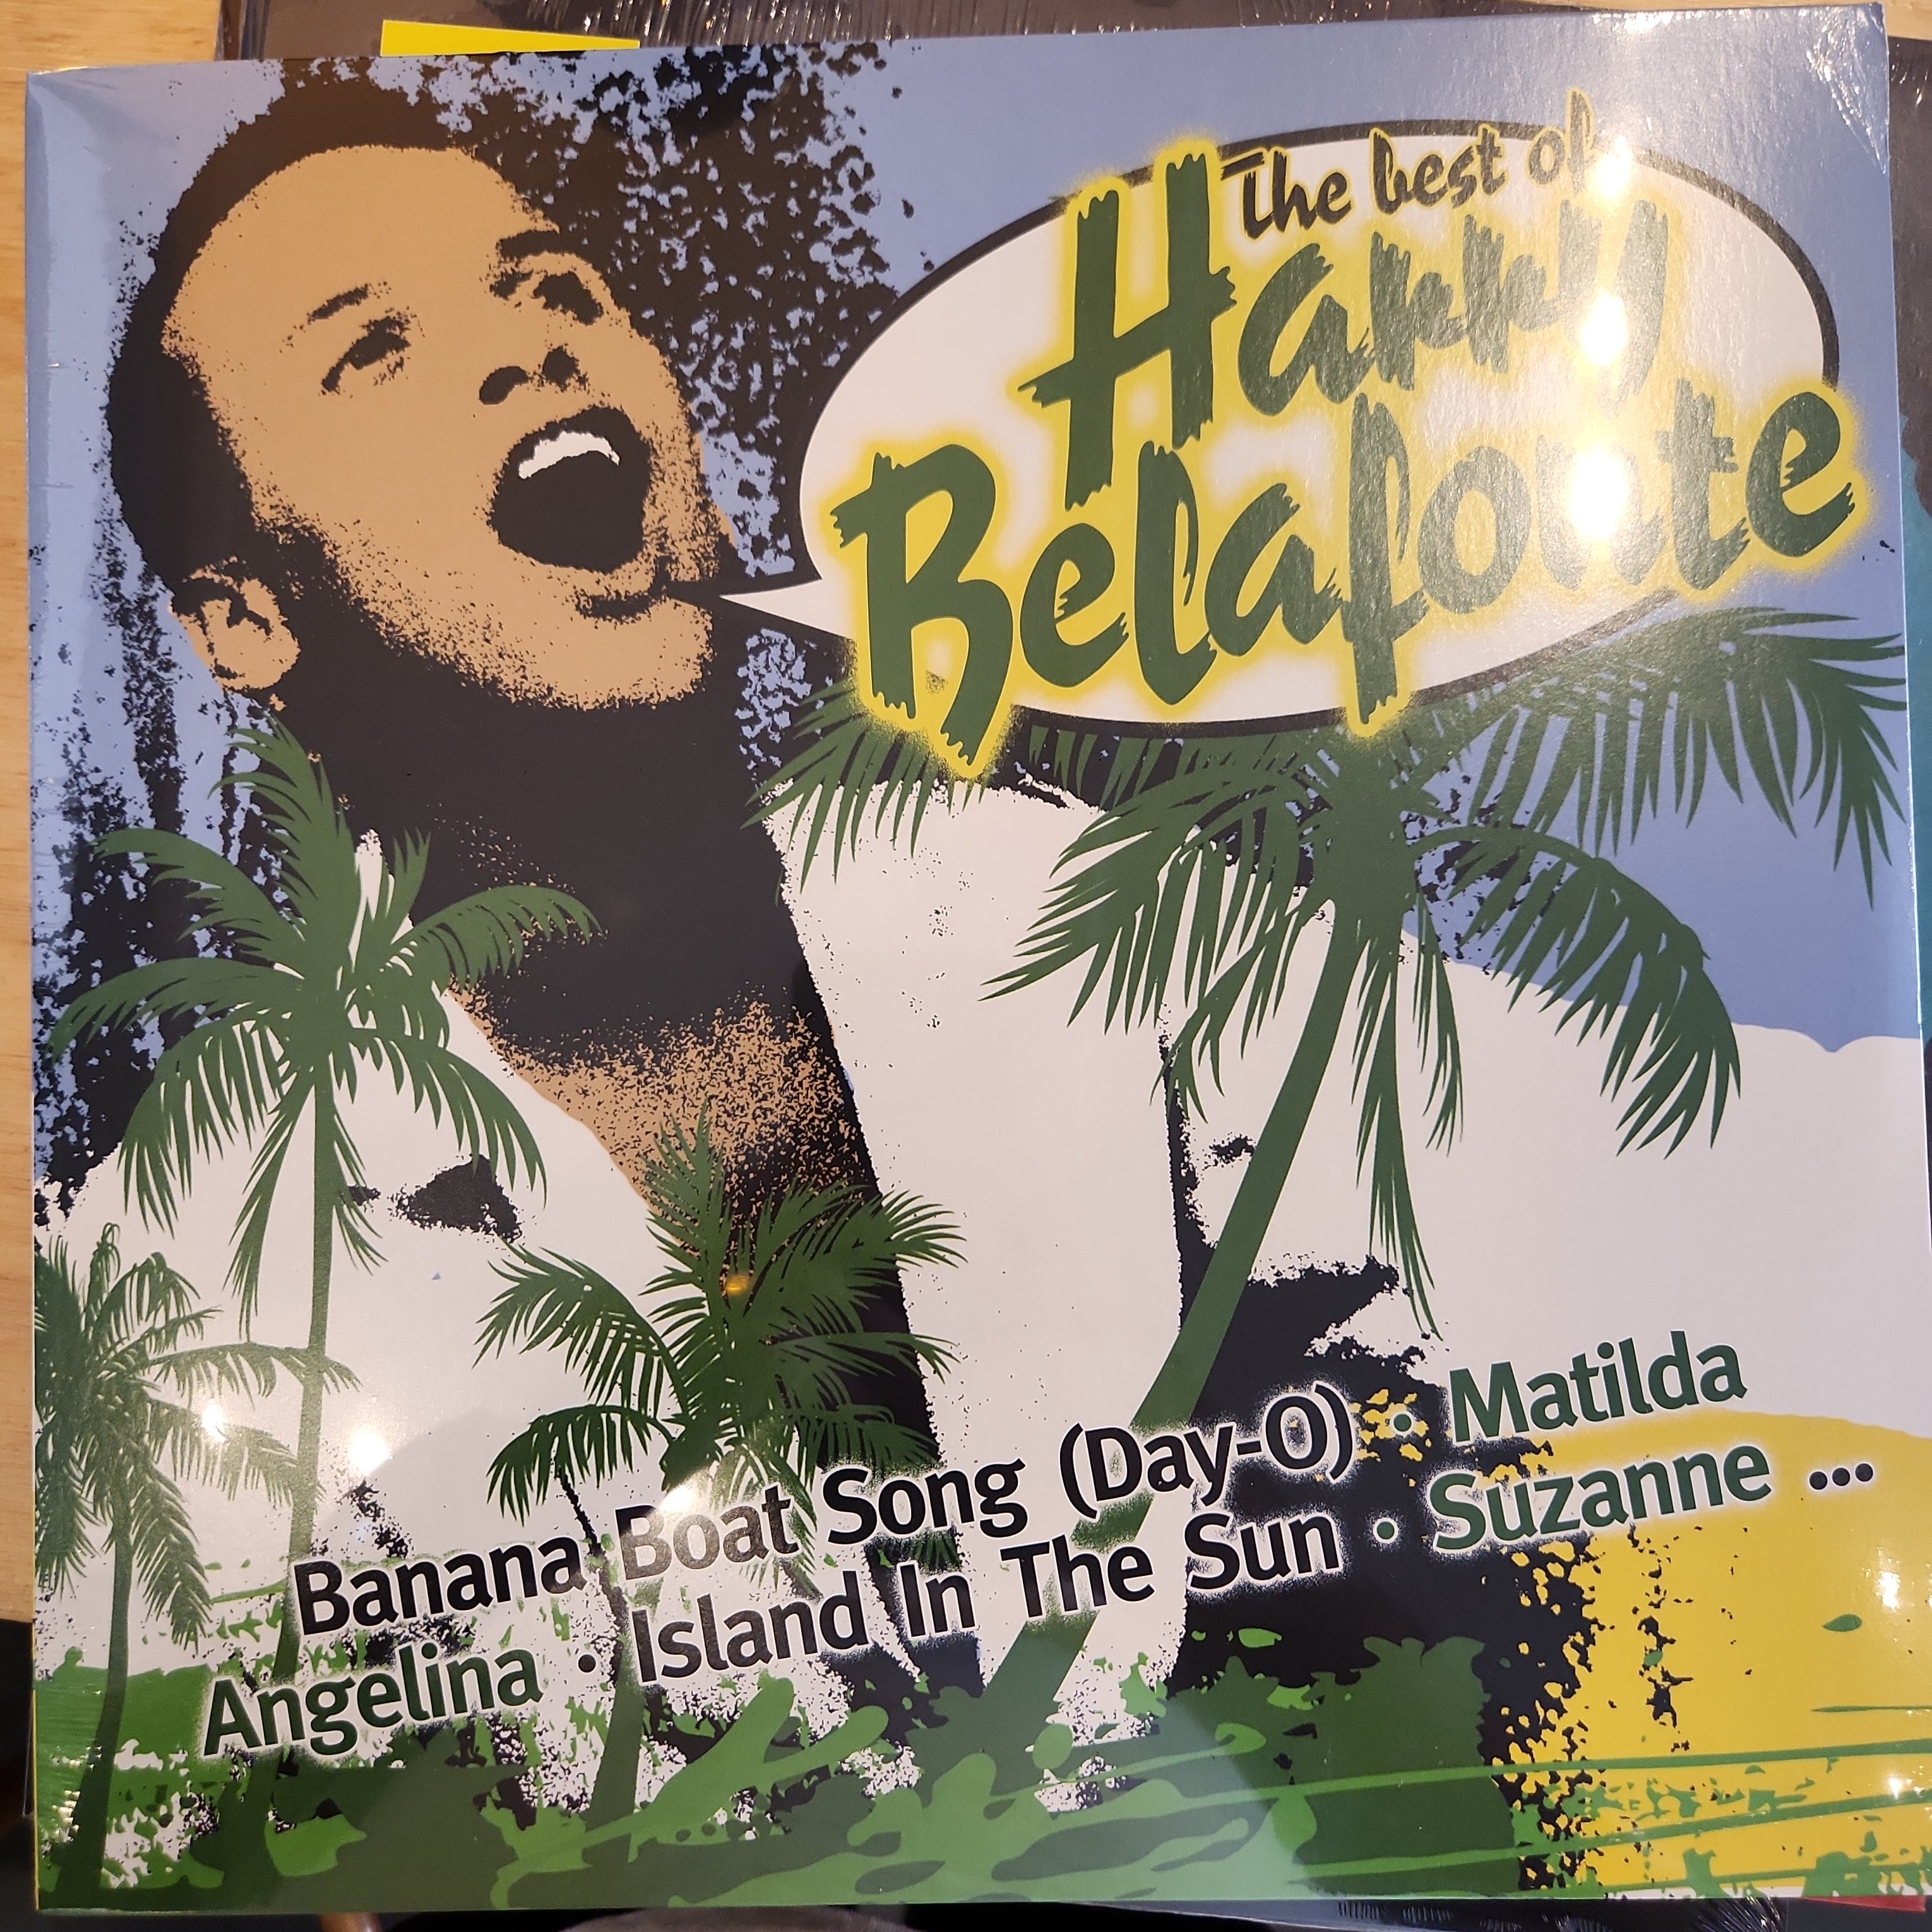 The best of
Harry
Belafonte
Banana Boat Song (Day-O) • Matilda
Angelina • Island In The Sun • Suzanne ...